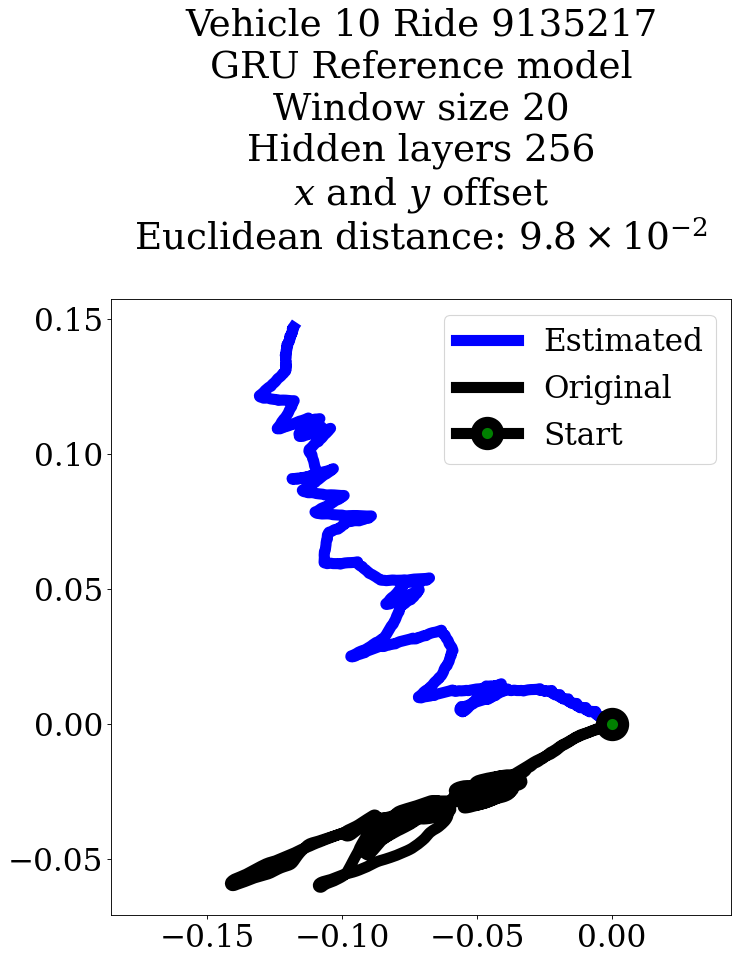 Vehicle 10 Ride 9135217
GRU Reference model
Window size 20
Hidden layers 256
x and y offset
Euclidean distance: 9.8 × 10⁻²
0.15
0.10
0.05
0.00
−0.05
Estimated
Original
Start
−0.15 −0.10 −0.05 0.00